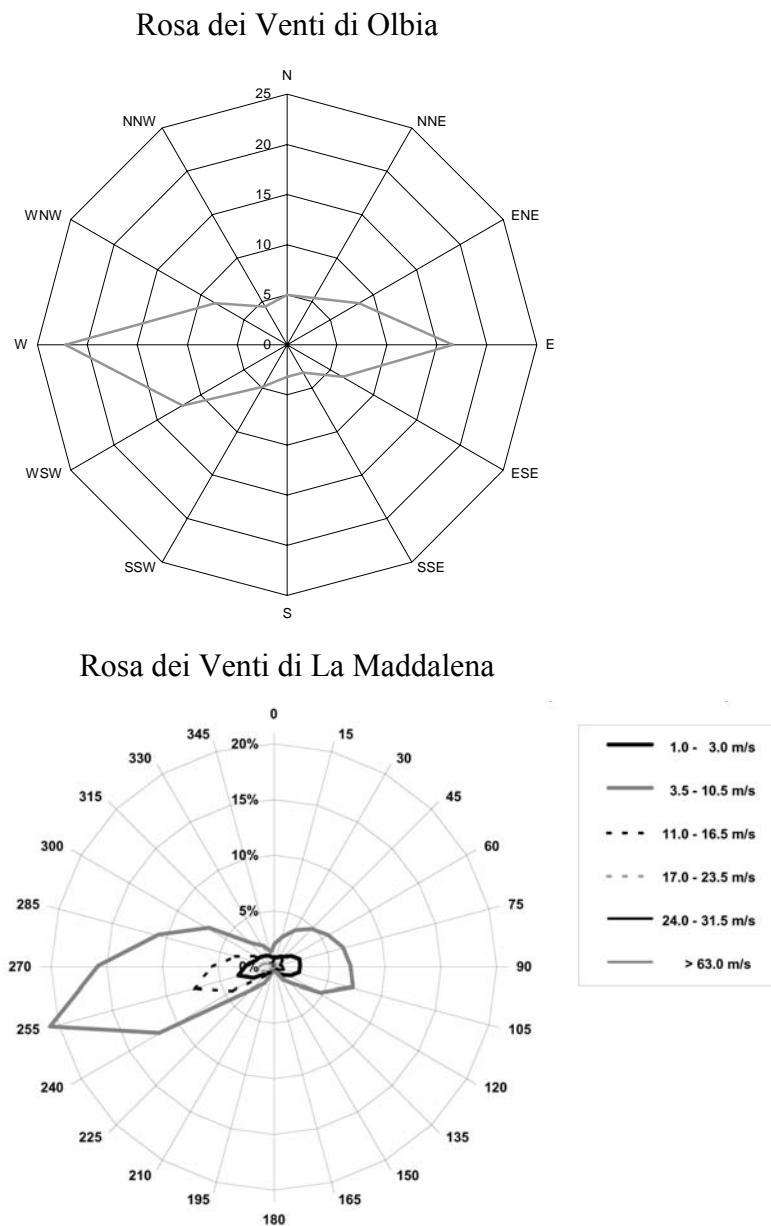 Rosa dei Venti di Olbia
N
NNE
ENE
E
ESE
SSE
S
SSW
WSW
W
WNW
NNW
25
20
15
10
5
0
Rosa dei Venti di La Maddalena
0
15
30
45
60
75
90
105
120
135
150
165
180
195
210
225
240
255
270
285
300
315
330
345
20%
15%
10%
5%
0%
1.0 - 3.0 m/s
3.5 - 10.5 m/s
11.0 - 16.5 m/s
17.0 - 23.5 m/s
24.0 - 31.5 m/s
> 63.0 m/s